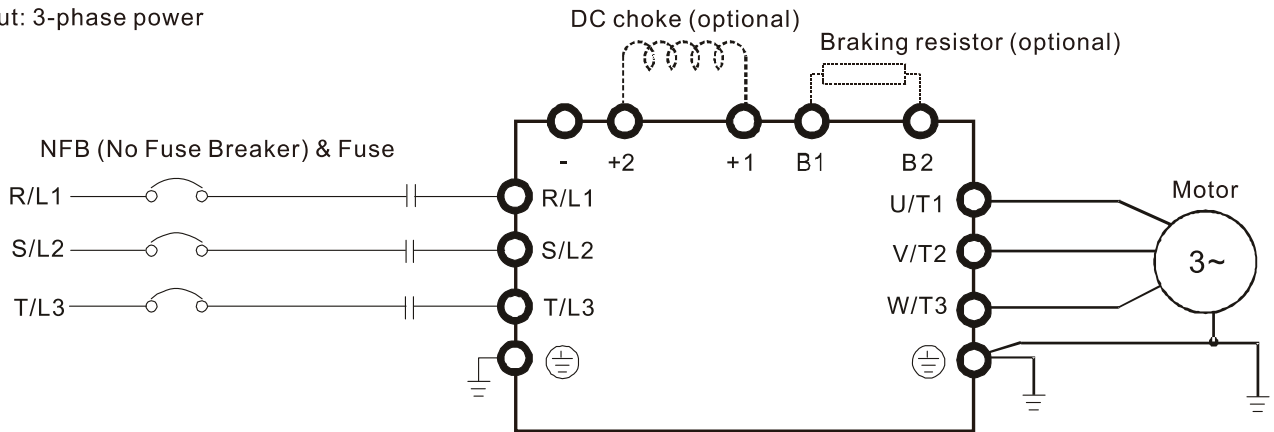 ut: 3-phase power
DC choke (optional)
Braking resistor (optional)
NFB (No Fuse Breaker) & Fuse
- +2 +1 B1 B2
R/L1 R/L1 U/T1 Motor
S/L2 S/L2 V/T2 3~
T/L3 T/L3 W/T3